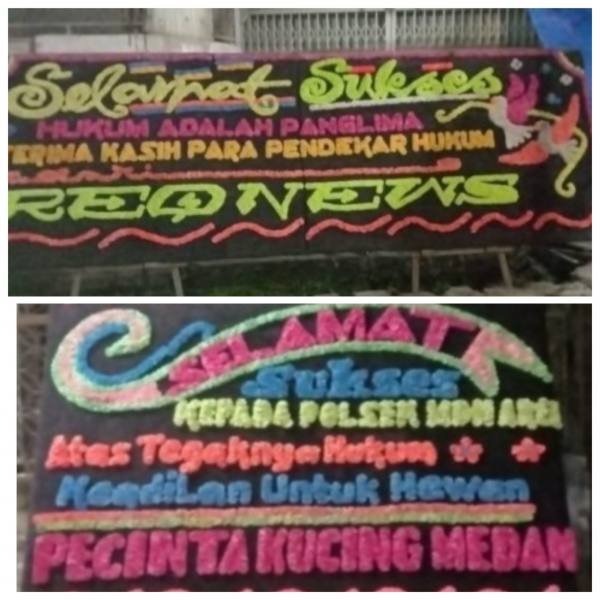 Selamat Sukses
HUKUM ADALAH PANGLIMA
TERIMA KASIH PARA PENDEKAR HUKUM
dari
REQNEWS
SELAMAT
Sukses
KEPADA POLSEK MDN AREA
Atas Tegaknya Hukum
Keadilan Untuk Hewan
PECINTA KUCING MEDAN